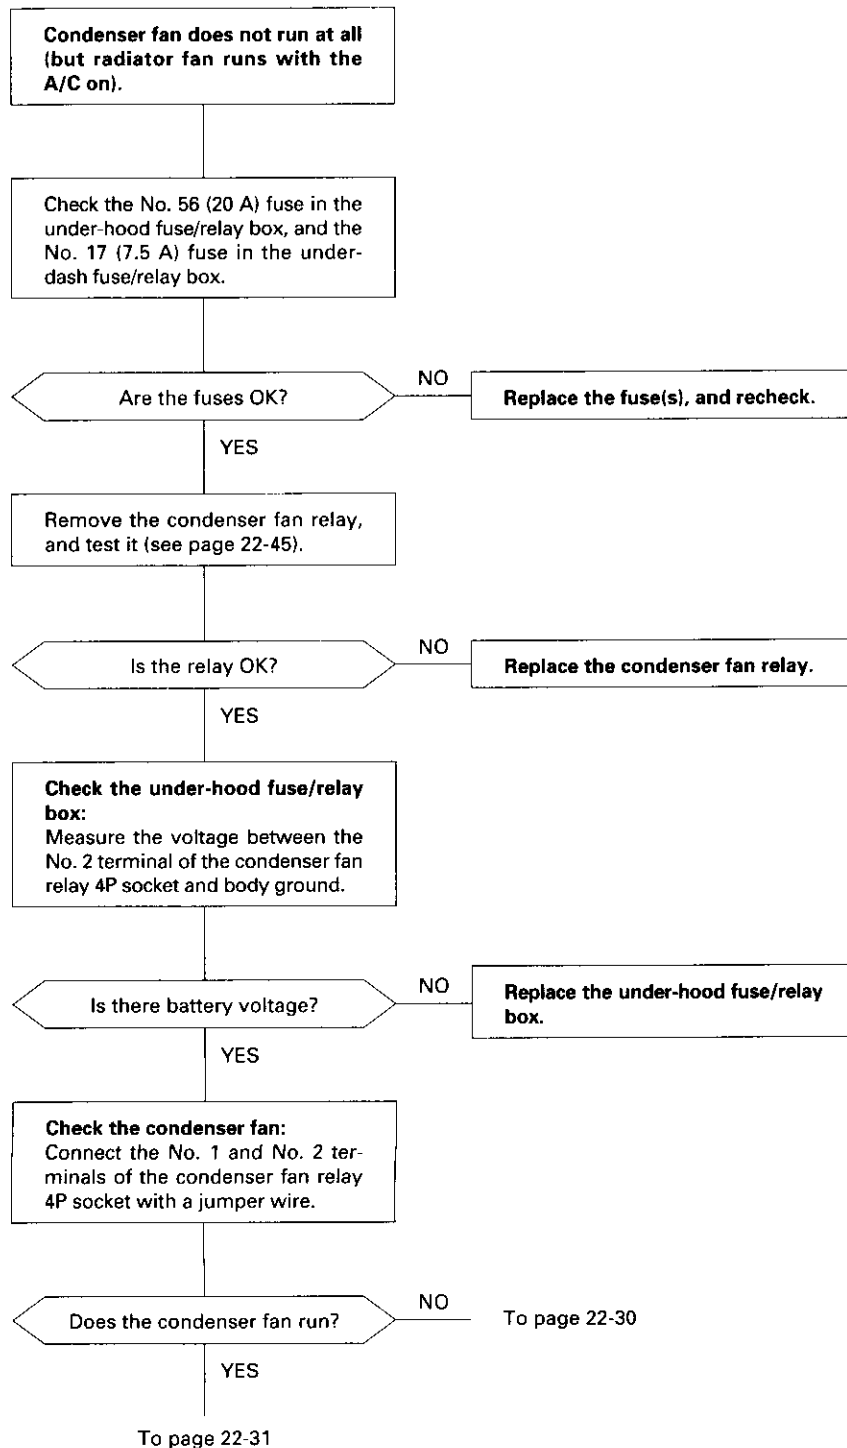 Condenser fan does not run at all
(but radiator fan runs with the
A/C on).
Check the No. 56 (20 A) fuse in the
under-hood fuse/relay box, and the
No. 17 (7.5 A) fuse in the under-
dash fuse/relay box.
Are the fuses OK?
NO
Replace the fuse(s), and recheck.
YES
Remove the condenser fan relay,
and test it (see page 22-45).
Is the relay OK?
NO
Replace the condenser fan relay.
YES
Check the under-hood fuse/relay
box:
Measure the voltage between the
No. 2 terminal of the condenser fan
relay 4P socket and body ground.
Is there battery voltage?
NO
Replace the under-hood fuse/relay
box.
YES
Check the condenser fan:
Connect the No. 1 and No. 2 ter-
minals of the condenser fan relay
4P socket with a jumper wire.
Does the condenser fan run?
NO
To page 22-30
YES
To page 22-31